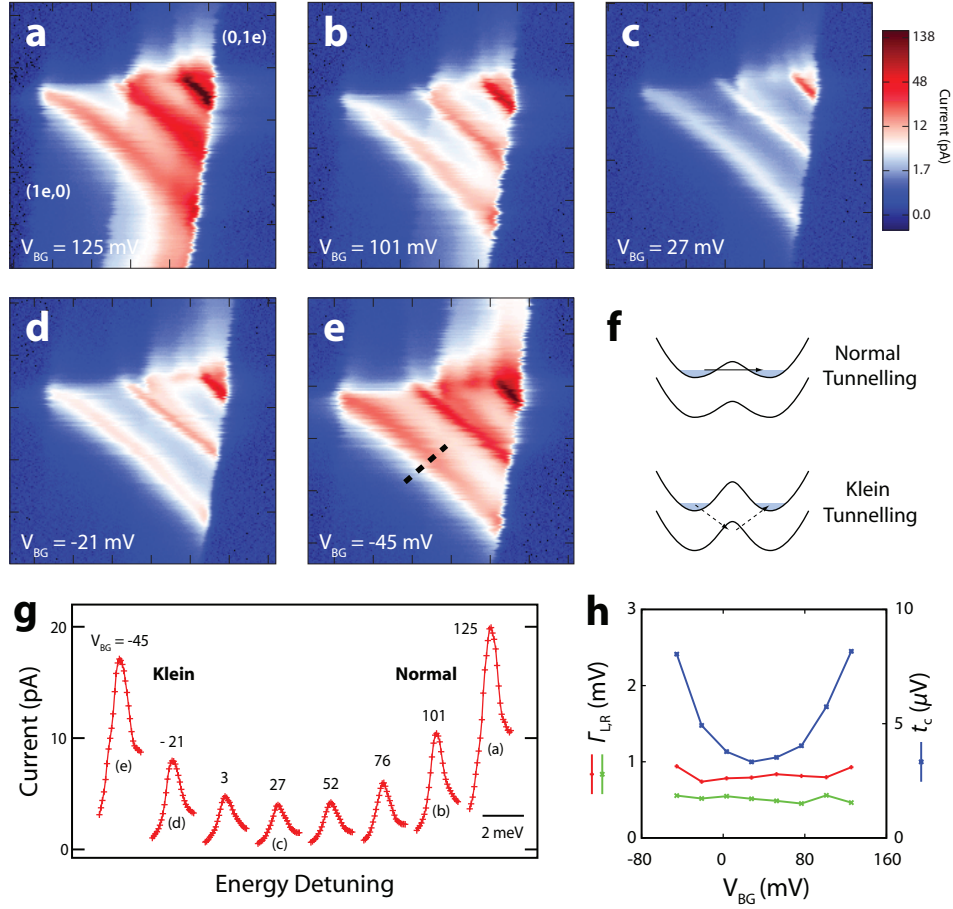 a
(0,1e)
(1e,0)
V_BG = 125 mV
b
V_BG = 101 mV
c
V_BG = 27 mV
138
48
12
1.7
0.0
Current (pA)
d
V_BG = -21 mV
e
V_BG = -45 mV
f
Normal
Tunnelling
Klein
Tunnelling
g
20
10
0
Current (pA)
V_BG = -45
Klein
Normal
125
- 21
3
27
52
76
101
(e)
(d)
(c)
(b)
(a)
2 meV
Energy Detuning
h
3
2
1
0
Γ_L,R (mV)
10
5
0
t_c (µV)
-80
0
80
160
V_BG (mV)